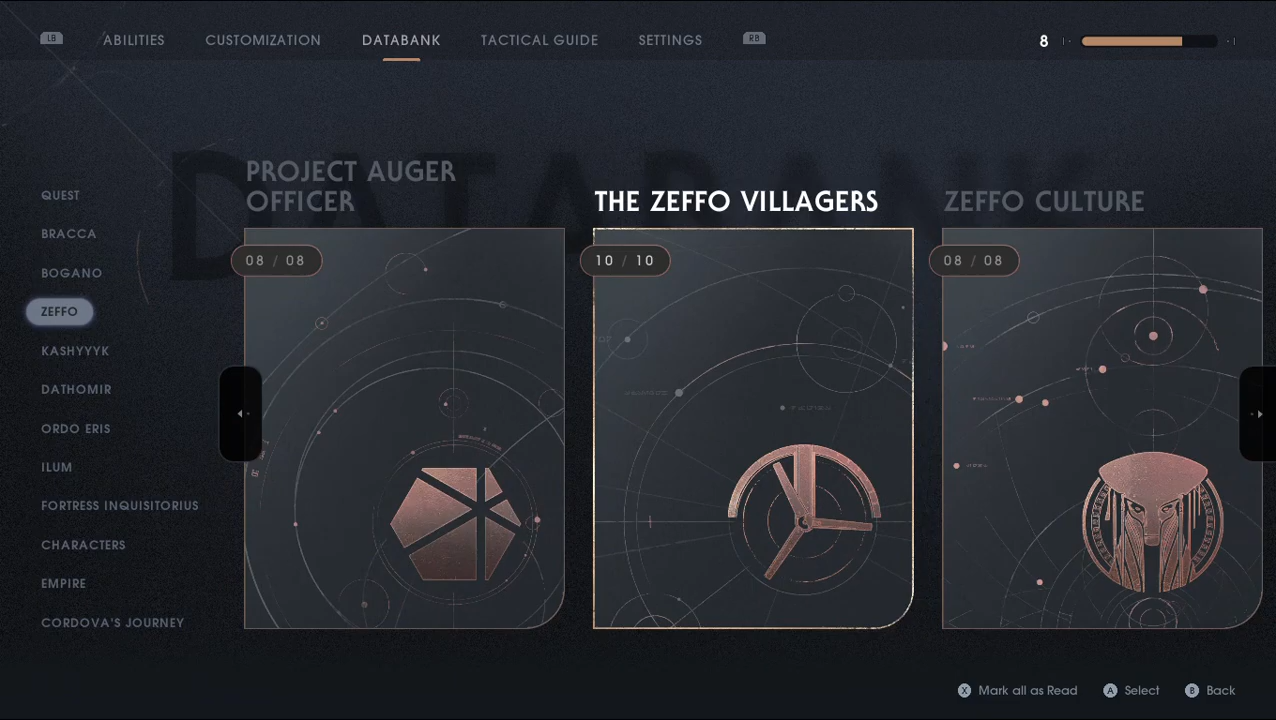 LB ABILITIES CUSTOMIZATION DATABANK TACTICAL GUIDE SETTINGS RB 8
DATABANK
QUEST
BRACCA
BOGANO
ZEFFO
KASHYYYK
DATHOMIR
ORDO ERIS
ILUM
FORTRESS INQUISITORIUS
CHARACTERS
EMPIRE
CORDOVA'S JOURNEY
PROJECT AUGER
OFFICER
08 / 08
THE ZEFFO VILLAGERS
10 / 10
ZEFFO CULTURE
08 / 08
X Mark all as Read A Select B Back